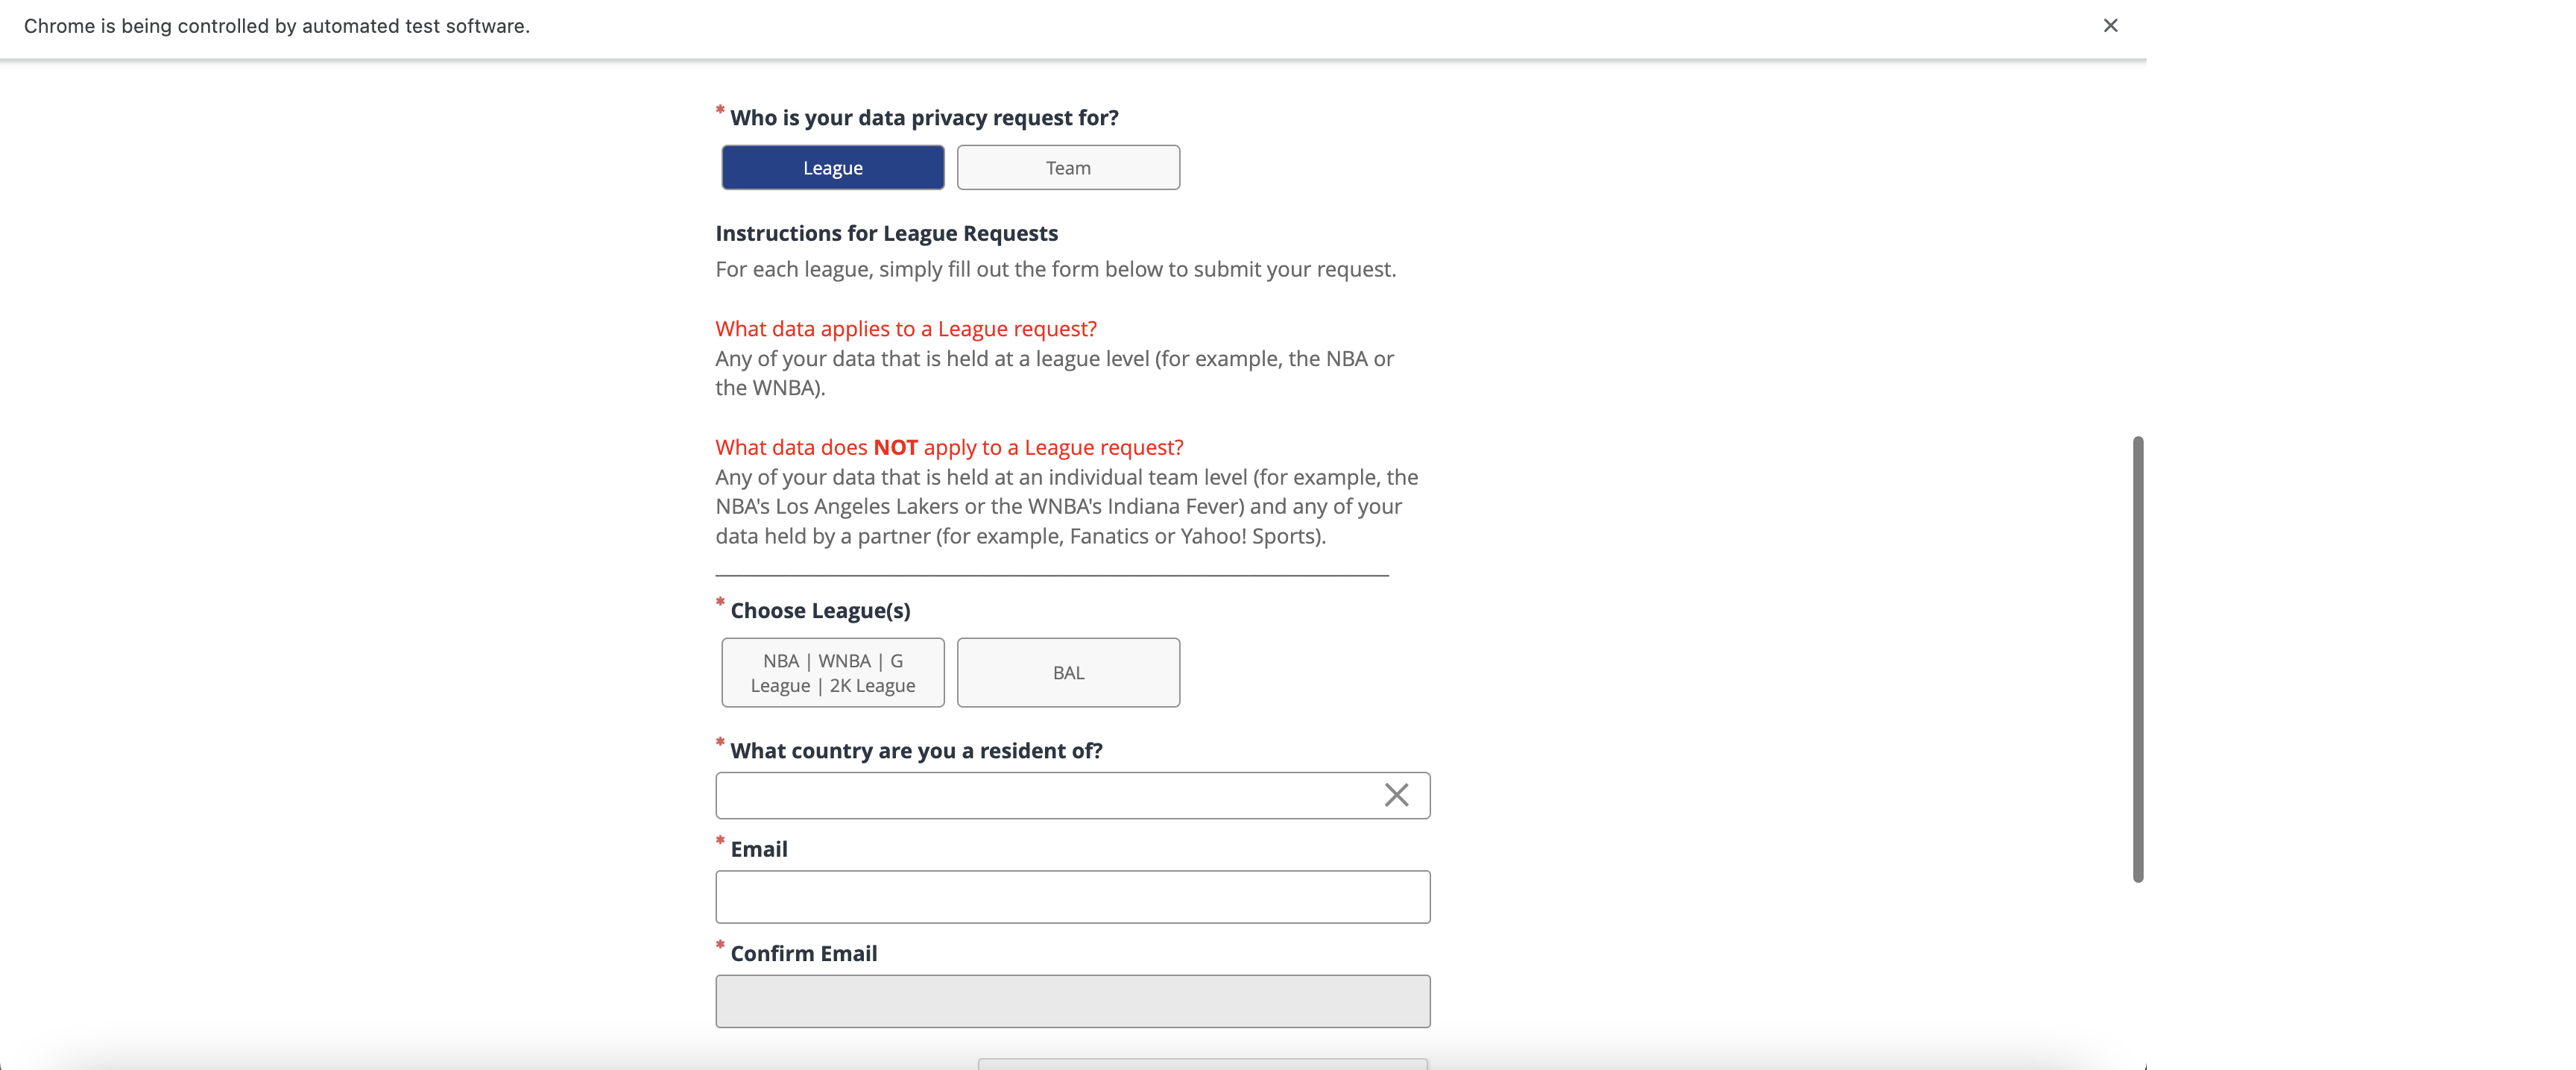 Chrome is being controlled by automated test software.
* Who is your data privacy request for?
League
Team
Instructions for League Requests
For each league, simply fill out the form below to submit your request.
What data applies to a League request?
Any of your data that is held at a league level (for example, the NBA or
the WNBA).
What data does NOT apply to a League request?
Any of your data that is held at an individual team level (for example, the
NBA's Los Angeles Lakers or the WNBA's Indiana Fever) and any of your
data held by a partner (for example, Fanatics or Yahoo! Sports).
* Choose League(s)
NBA | WNBA | G
League | 2K League
BAL
* What country are you a resident of?
* Email
* Confirm Email